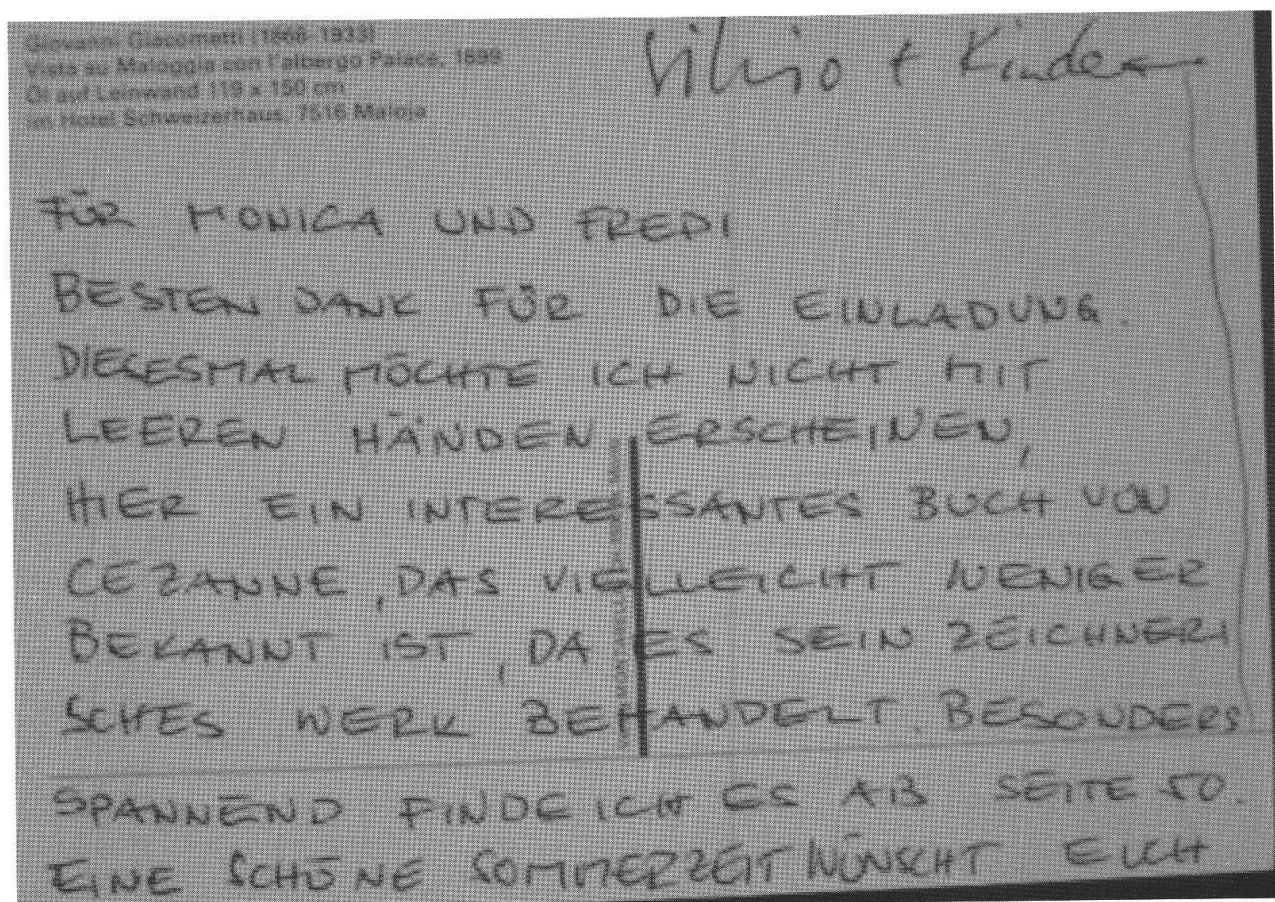 Giovanni Giacometti (1868-1933)
Vista su Maloggia con l'albergo Palace, 1899
Öl auf Leinwand 119 x 150 cm
im Hotel Schweizerhaus, 7516 Maloja
Silvio + Kinder
FÜR MONICA UND FREDI
BESTEN DANK FÜR DIE EINLADUNG.
DIESESMAL MÖCHTE ICH NICHT MIT
LEEREN HÄNDEN ERSCHEINEN,
HIER EIN INTERESSANTES BUCH VON
CEZANNE, DAS VIELLEICHT WENIGER
BEKANNT IST, DA ES SEIN ZEICHNERI
SCHES WERK BEHANDELT. BESONDERS
SPANNEND FINDE ICH ES AB SEITE 50.
EINE SCHÖNE SOMMERZEIT WÜNSCHT EUCH